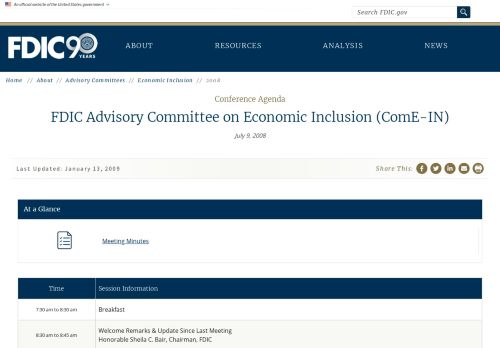 An official website of the United States government
Search FDIC.gov
FDIC 90 YEARS
ABOUT RESOURCES ANALYSIS NEWS
Home // About // Advisory Committees // Economic Inclusion // 2008
Conference Agenda
FDIC Advisory Committee on Economic Inclusion (ComE-IN)
July 9, 2008
Last Updated: January 13, 2009
Share This:
At a Glance
Meeting Minutes
Time Session Information
7:30 am to 8:30 am Breakfast
8:30 am to 8:45 am Welcome Remarks & Update Since Last Meeting
Honorable Sheila C. Bair, Chairman, FDIC